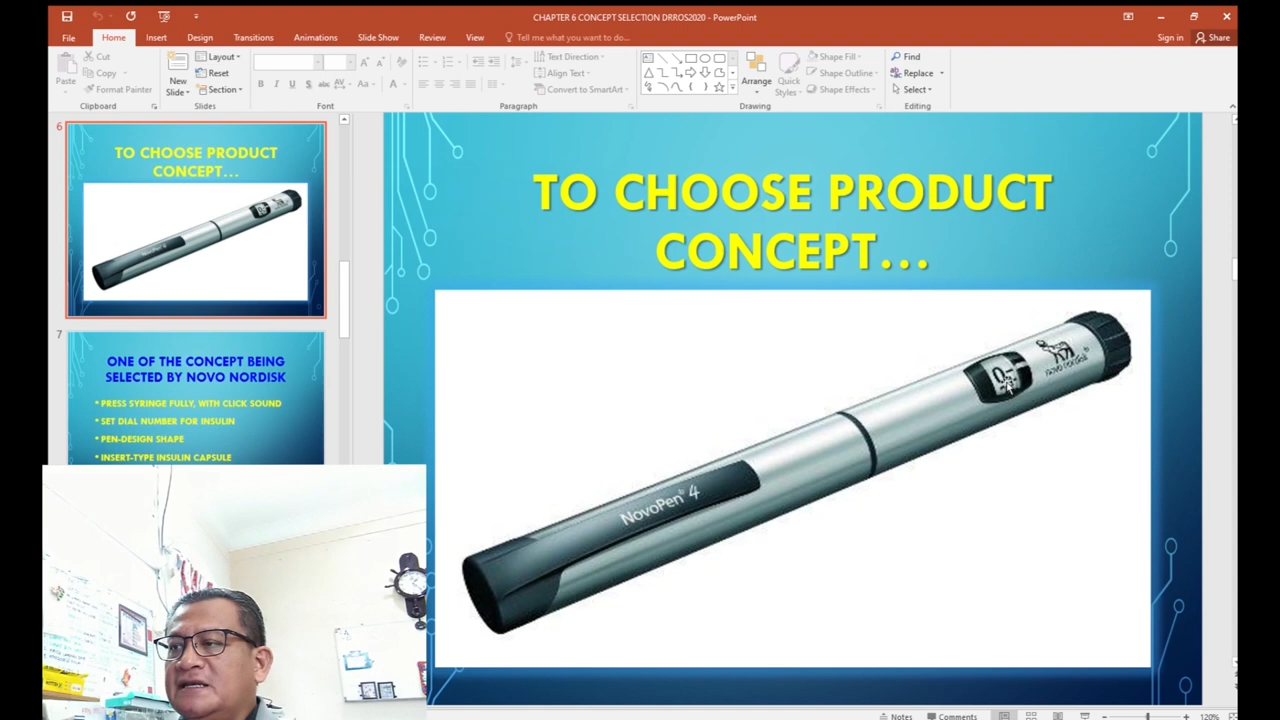 CHAPTER 6 CONCEPT SELECTION DRROS2020 - PowerPoint
File Home Insert Design Transitions Animations Slide Show Review View Tell me what you want to do... Sign in Share
Paste
Cut
Copy
Format Painter
Clipboard
New Slide
Layout
Reset
Section
Slides
B I U S abc AV Aa A
Font
Text Direction
Align Text
Convert to SmartArt
Paragraph
Arrange
Quick Styles
Shape Fill
Shape Outline
Shape Effects
Drawing
Find
Replace
Select
Editing
6
TO CHOOSE PRODUCT
CONCEPT...
7
ONE OF THE CONCEPT BEING
SELECTED BY NOVO NORDISK
* PRESS SYRINGE FULLY, WITH CLICK SOUND
* SET DIAL NUMBER FOR INSULIN
* PEN-DESIGN SHAPE
* INSERT-TYPE INSULIN CAPSULE
TO CHOOSE PRODUCT
CONCEPT...
novo nordisk®
0
NovoPen® 4
Notes Comments 120%